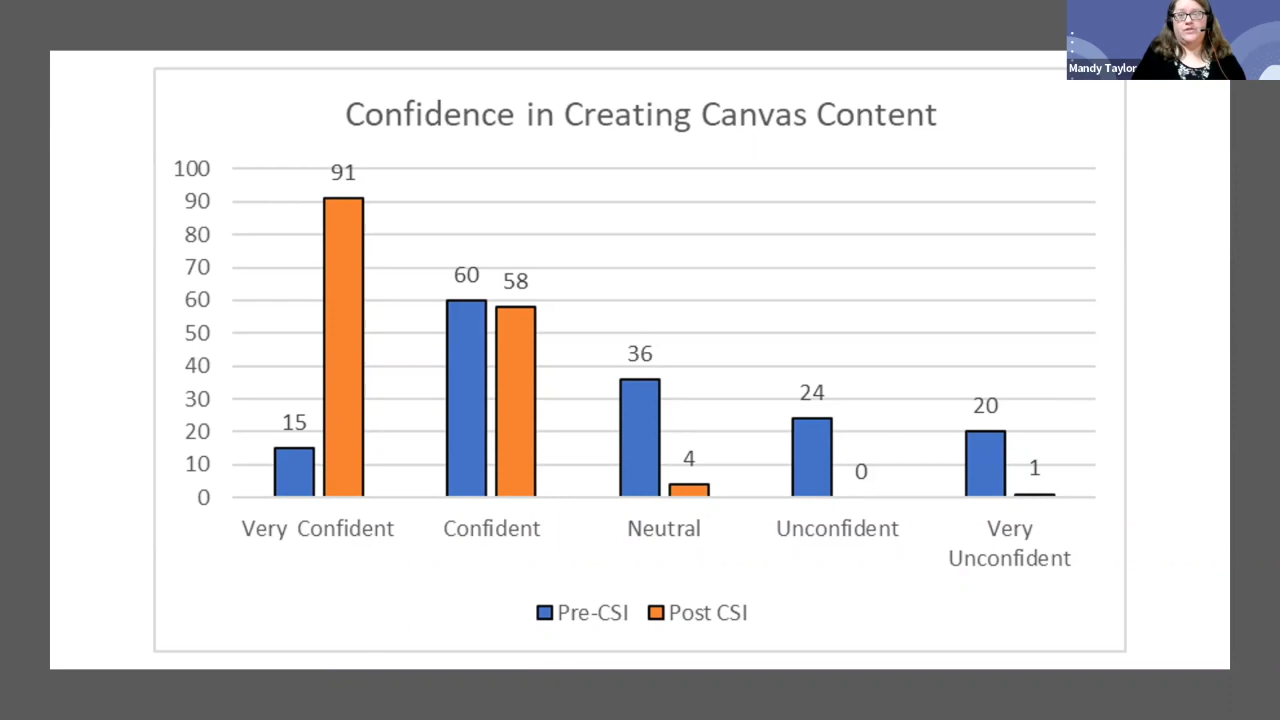 Mandy Taylor
Confidence in Creating Canvas Content
100
90
80
70
60
50
40
30
20
10
0
15
91
60
58
36
4
24
0
20
1
Very Confident
Confident
Neutral
Unconfident
Very
Unconfident
Pre-CSI
Post CSI